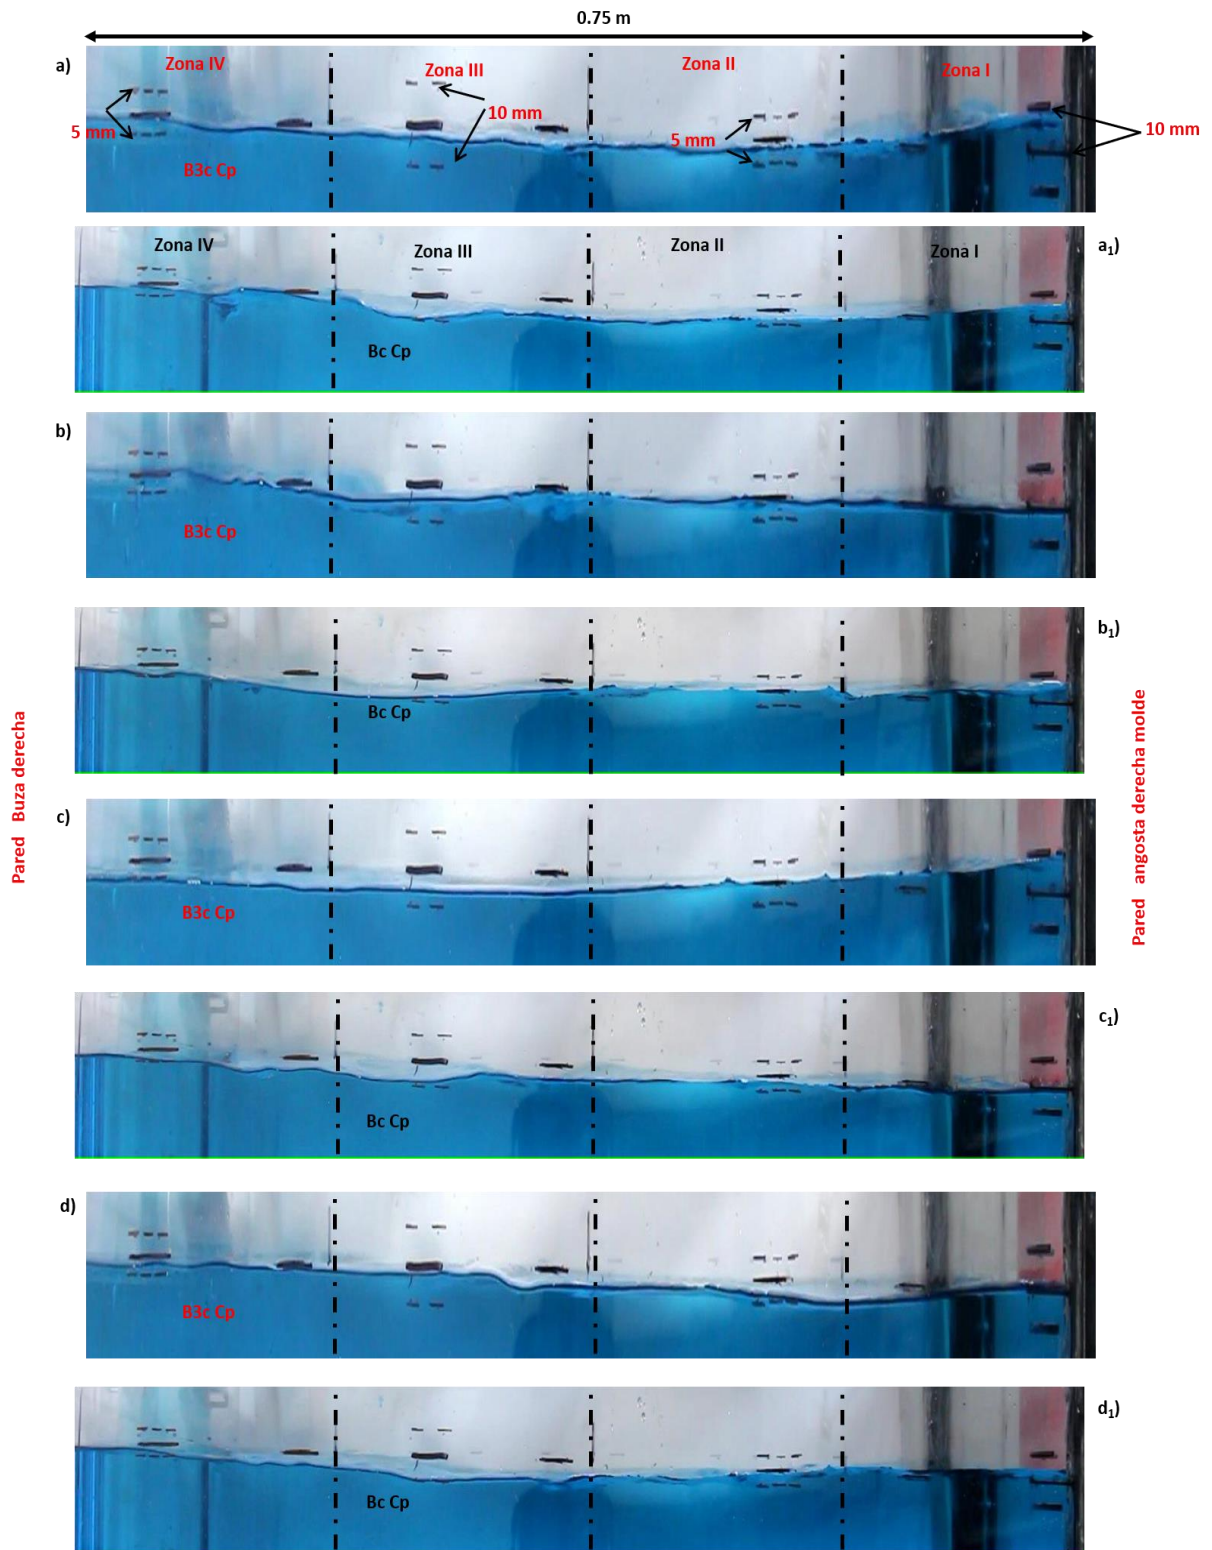 0.75 m
a)
Zona IV
Zona III
Zona II
Zona I
10 mm
5 mm
5 mm
10 mm
B3c Cp
a1)
Zona IV
Zona III
Zona II
Zona I
Bc Cp
b)
B3c Cp
b1)
Bc Cp
Pared Buza derecha
Pared angosta derecha molde
c)
B3c Cp
c1)
Bc Cp
d)
B3c Cp
d1)
Bc Cp